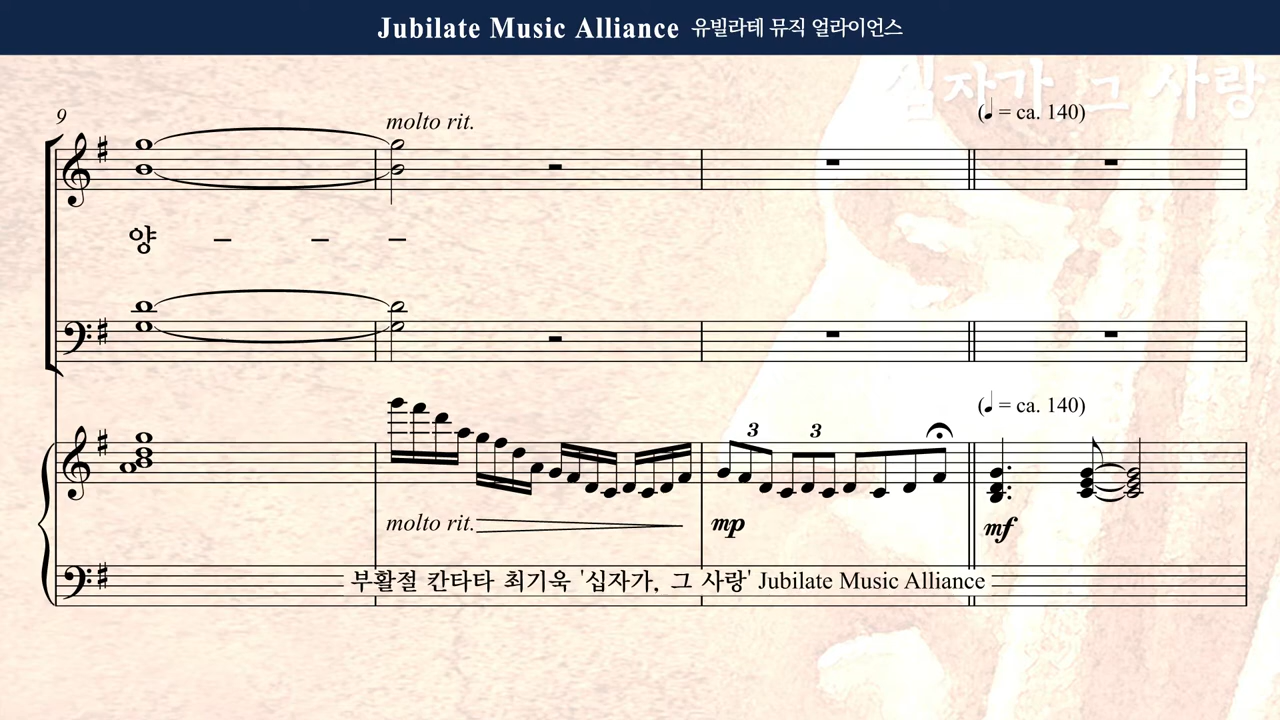 Jubilate Music Alliance 유빌라테 뮤직 얼라이언스
십자가 그 사랑
9
molto rit.
(♩ = ca. 140)
양 – – –
(♩ = ca. 140)
3 3
molto rit. mp mf
부활절 칸타타 최기욱 '십자가, 그 사랑' Jubilate Music Alliance